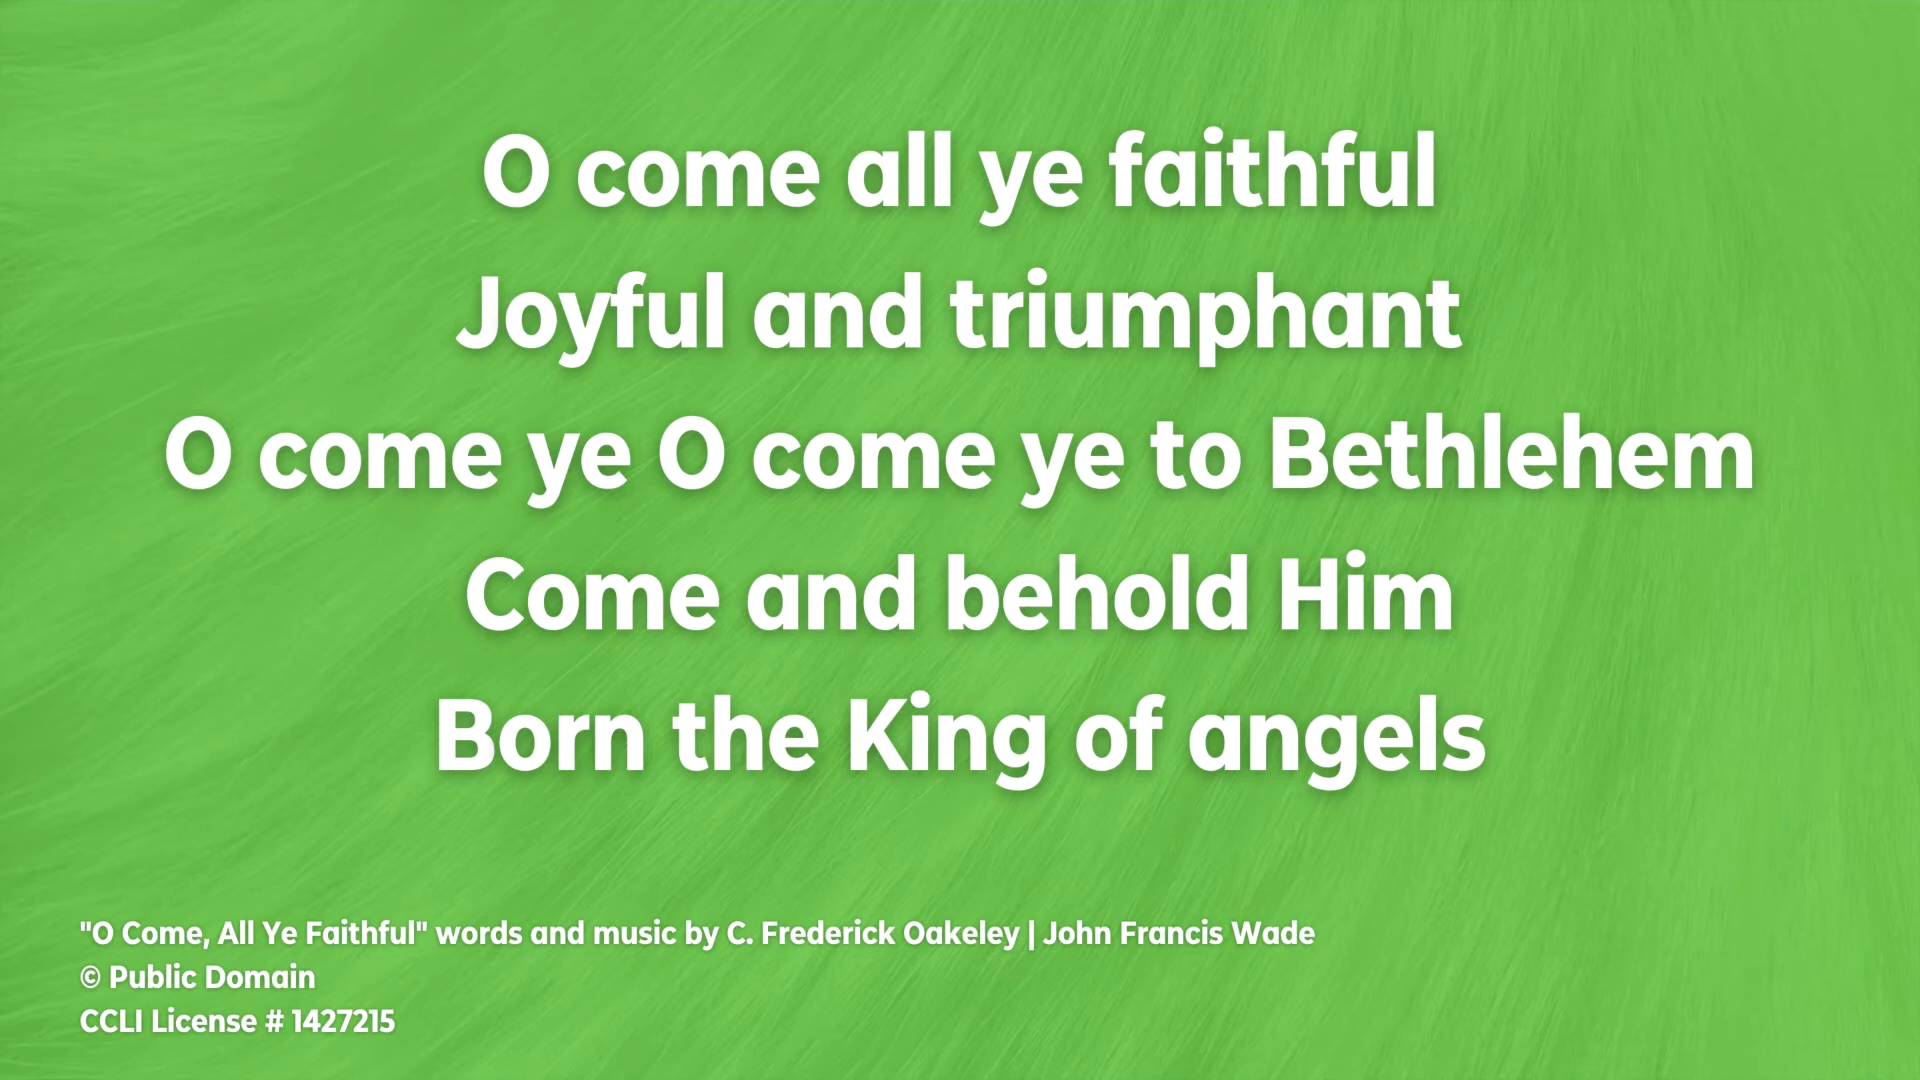 O come all ye faithful
Joyful and triumphant
O come ye O come ye to Bethlehem
Come and behold Him
Born the King of angels
"O Come, All Ye Faithful" words and music by C. Frederick Oakeley | John Francis Wade
© Public Domain
CCLI License # 1427215